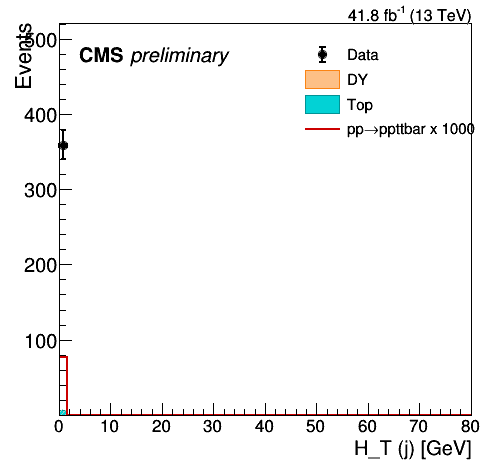 41.8 fb⁻¹ (13 TeV)
Events
CMS preliminary
Data
DY
Top
pp→ppttbar x 1000
500
400
300
200
100
0 10 20 30 40 50 60 70 80
H_T (j) [GeV]